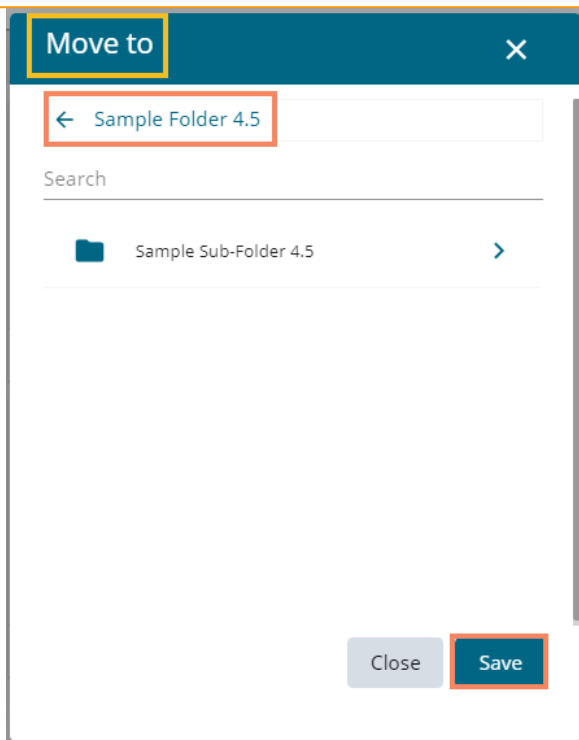 Move to
Sample Folder 4.5
Search
Sample Sub-Folder 4.5
Close Save